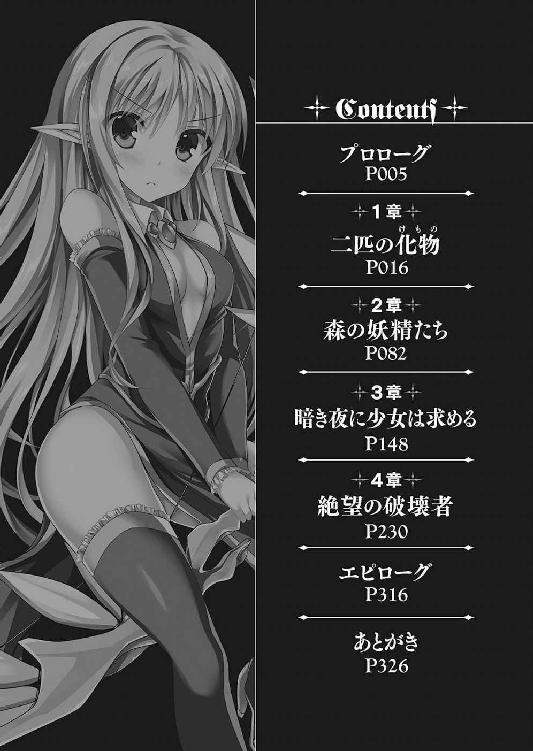 Contents
プロローグ
P005
1章
けもの
二匹の化物
P016
2章
森の妖精たち
P082
3章
暗き夜に少女は求める
P148
4章
絶望の破壊者
P230
エピローグ
P316
あとがき
P326